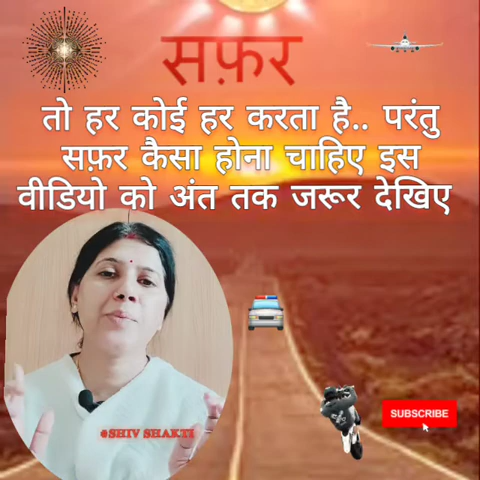 सफ़र
तो हर कोई हर करता है.. परंतु
सफ़र कैसा होना चाहिए इस
वीडियो को अंत तक जरूर देखिए
@SHIV SHAKTI
SUBSCRIBE